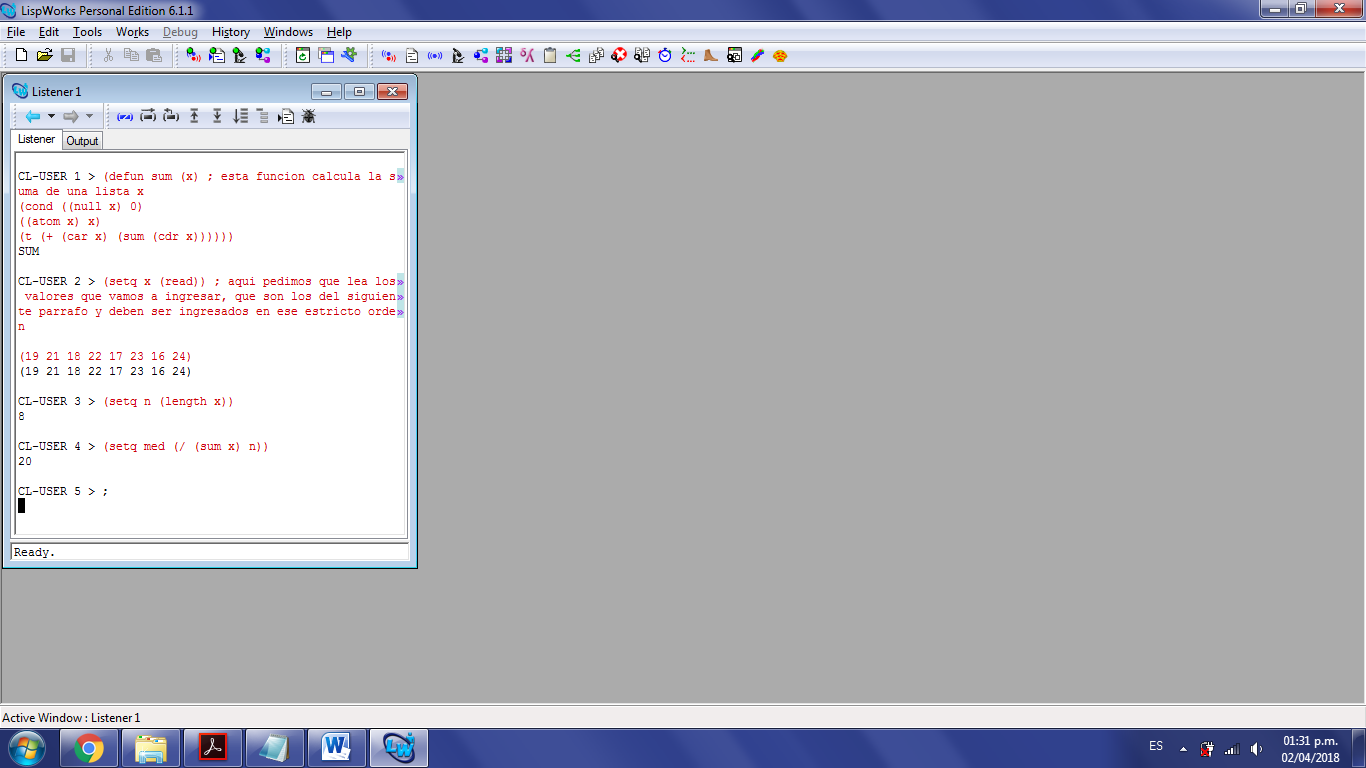 LispWorks Personal Edition 6.1.1
File Edit Tools Works Debug History Windows Help
Listener 1
Listener Output
CL-USER 1 > (defun sum (x) ; esta funcion calcula la s»
uma de una lista x
(cond ((null x) 0)
((atom x) x)
(t (+ (car x) (sum (cdr x))))))
SUM
CL-USER 2 > (setq x (read)) ; aqui pedimos que lea los»
valores que vamos a ingresar, que son los del siguien»
te parrafo y deben ser ingresados en ese estricto orde»
n
(19 21 18 22 17 23 16 24)
(19 21 18 22 17 23 16 24)
CL-USER 3 > (setq n (length x))
8
CL-USER 4 > (setq med (/ (sum x) n))
20
CL-USER 5 > ;
Ready.
Active Window : Listener 1
ES
01:31 p.m.
02/04/2018